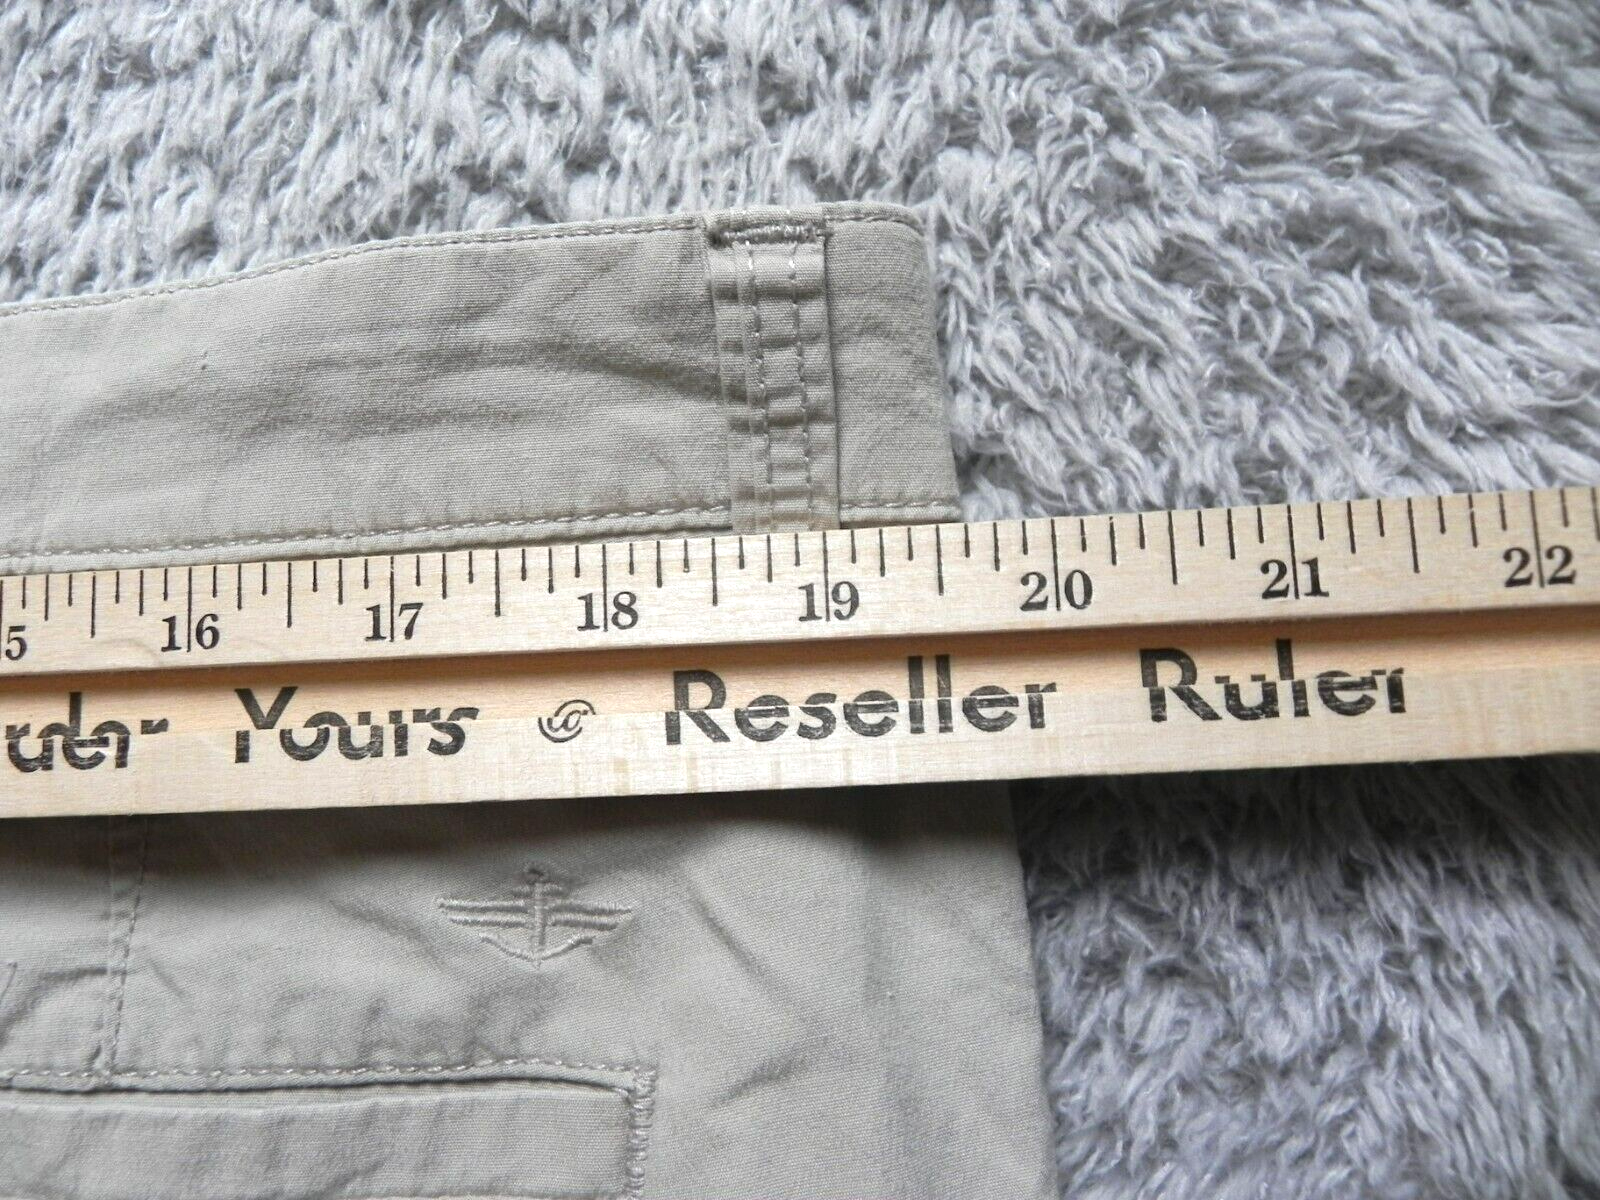 5 16 17 18 19 20 21 22
rder Yours @ Reseller Ruler